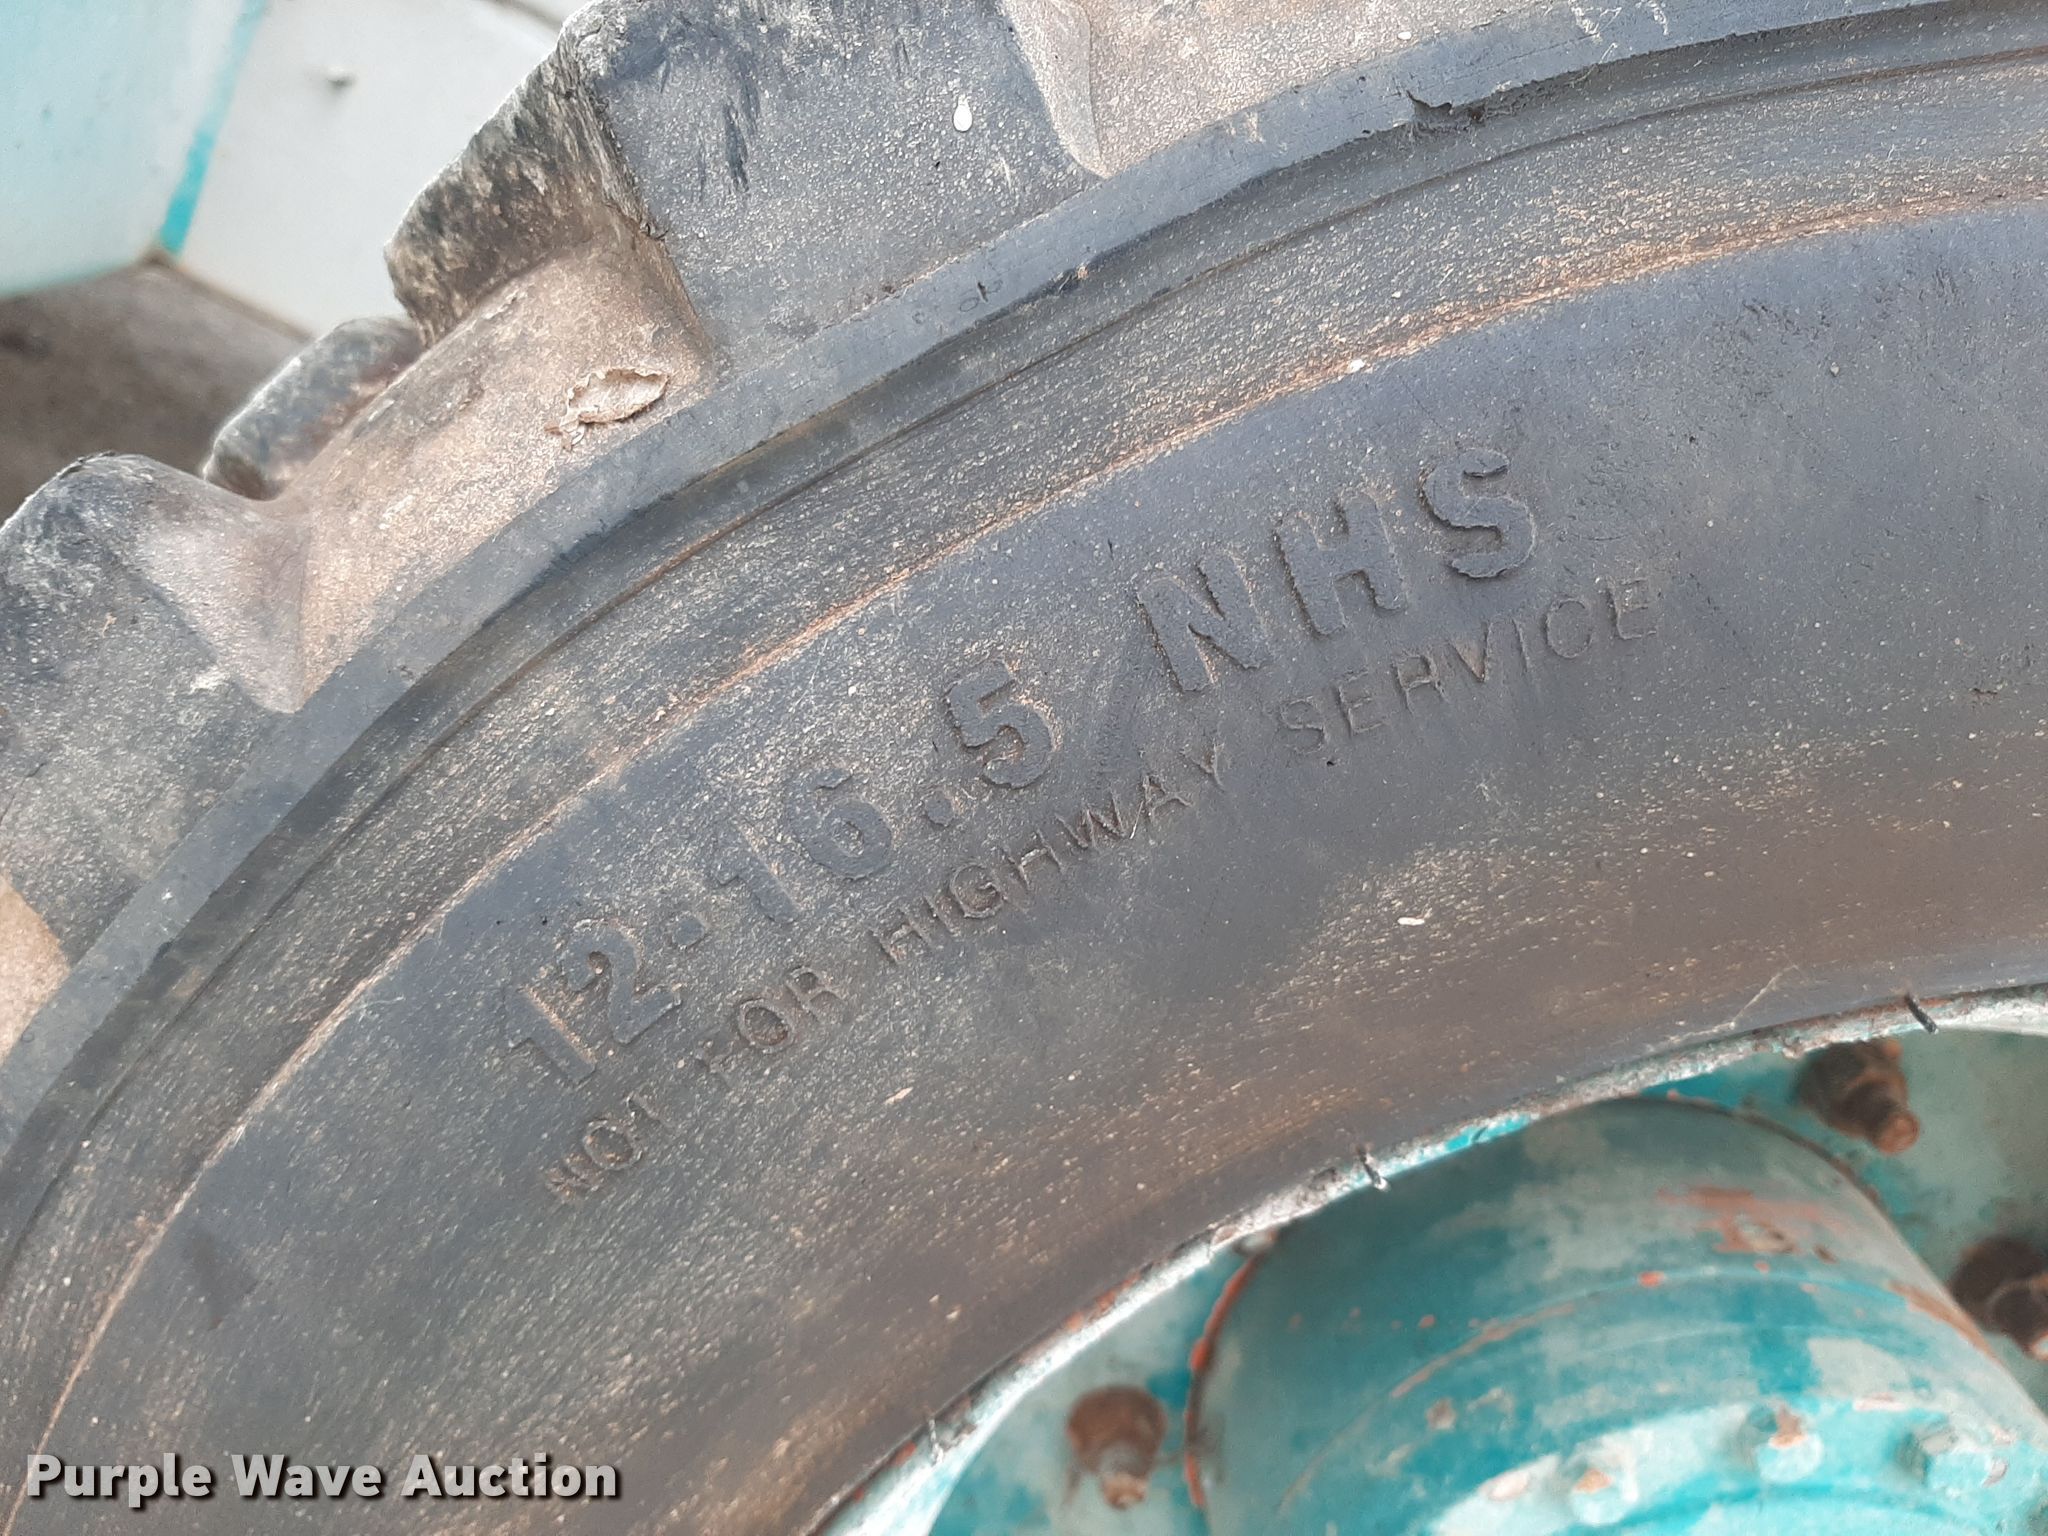 12-16.5/NHS
NOT FOR HIGHWAY SERVICE
Purple Wave Auction